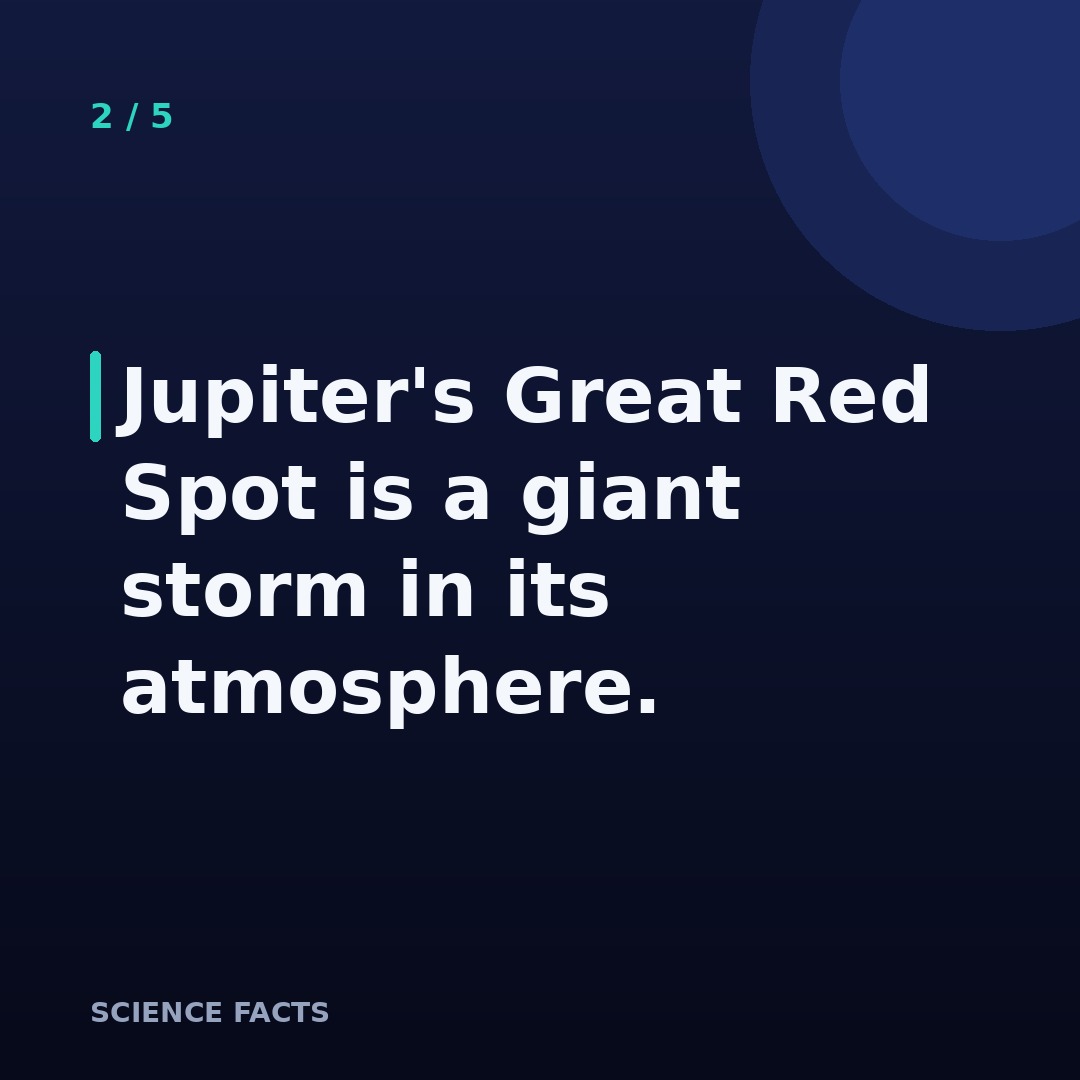 2 / 5
Jupiter's Great Red
Spot is a giant
storm in its
atmosphere.
SCIENCE FACTS